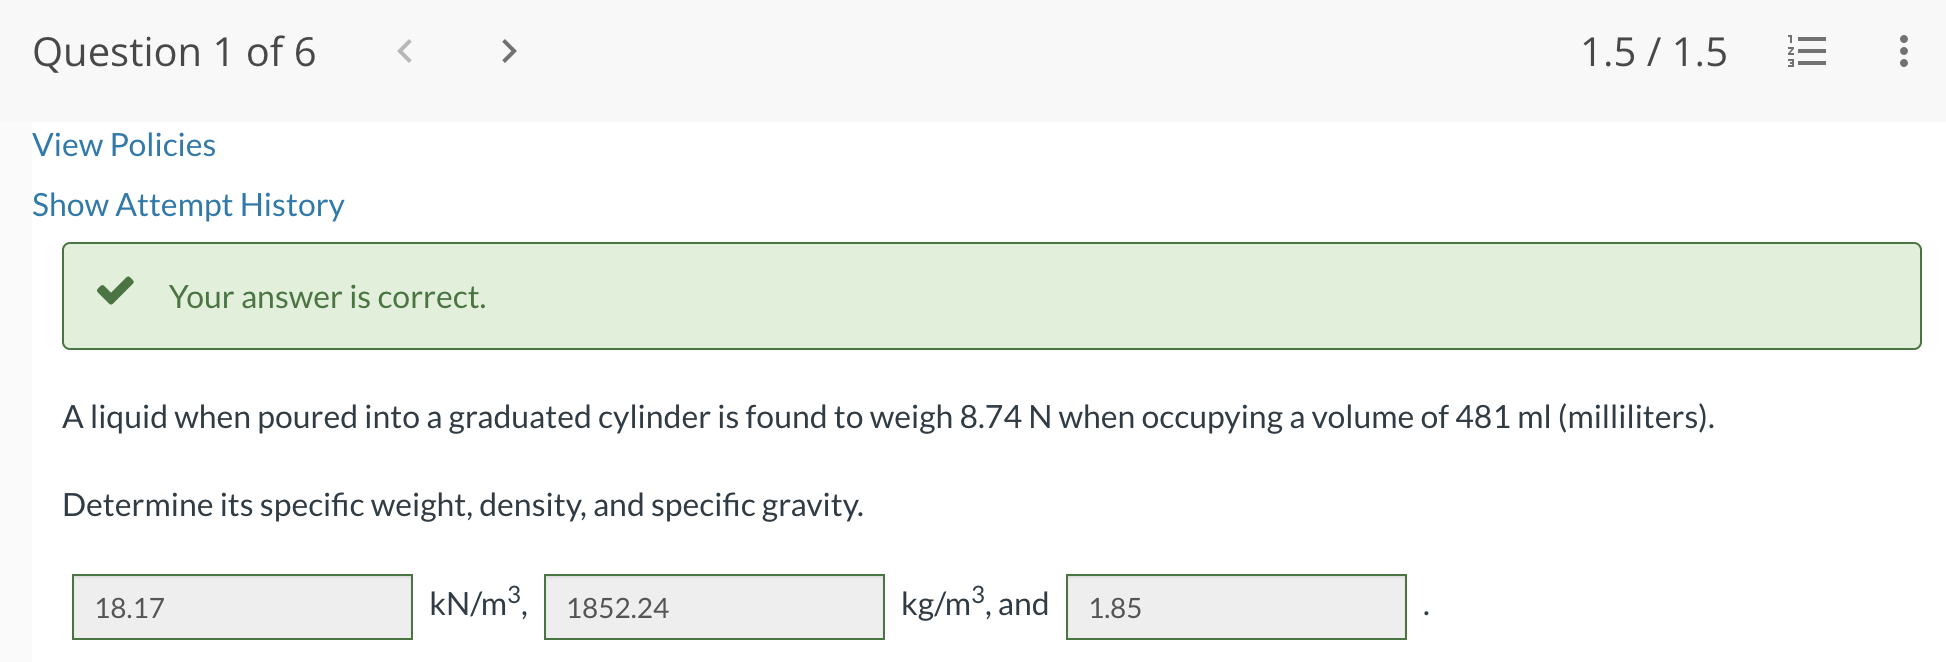 Question 1 of 6 < > 1.5 / 1.5
View Policies
Show Attempt History
Your answer is correct.
A liquid when poured into a graduated cylinder is found to weigh 8.74 N when occupying a volume of 481 ml (milliliters).
Determine its specific weight, density, and specific gravity.
18.17 kN/m³, 1852.24 kg/m³, and 1.85 .